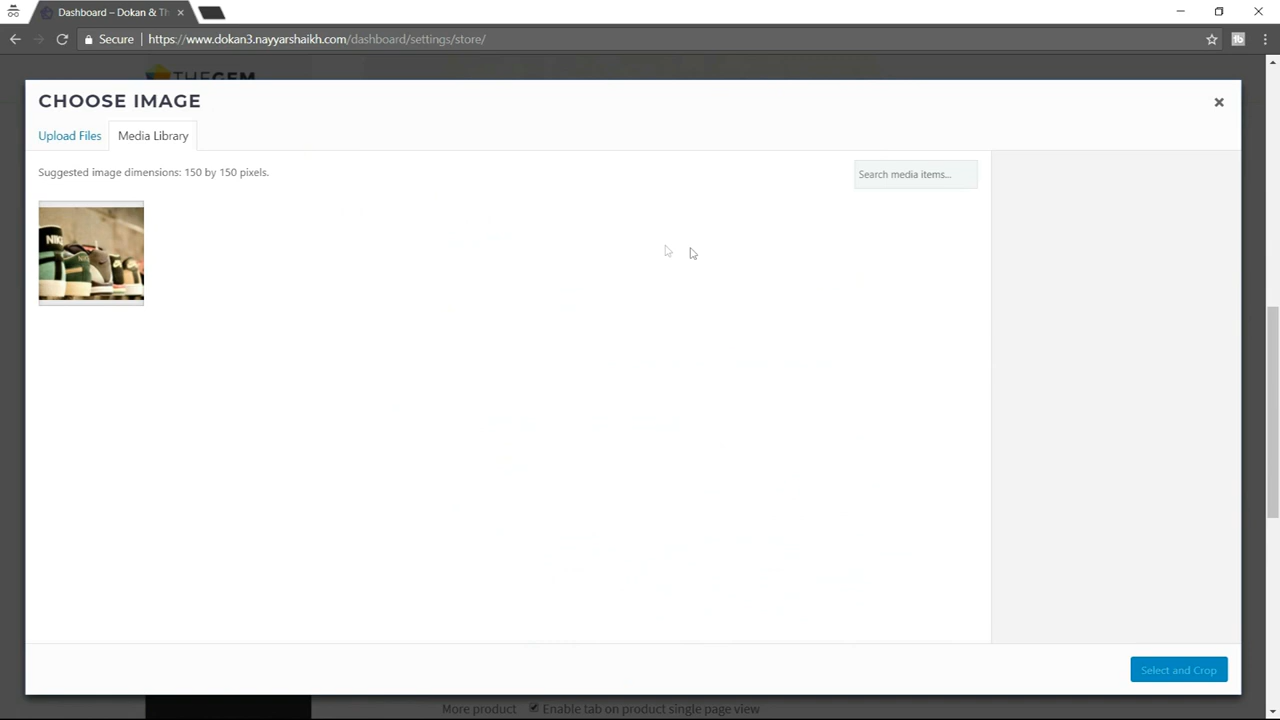 Dashboard – Dokan & Th
Secure
https://www.dokan3.nayyarshaikh.com/dashboard/settings/store/
THEGEM
CHOOSE IMAGE
Upload Files
Media Library
Suggested image dimensions: 150 by 150 pixels.
Search media items...
Select and Crop
More product
Enable tab on product single page view